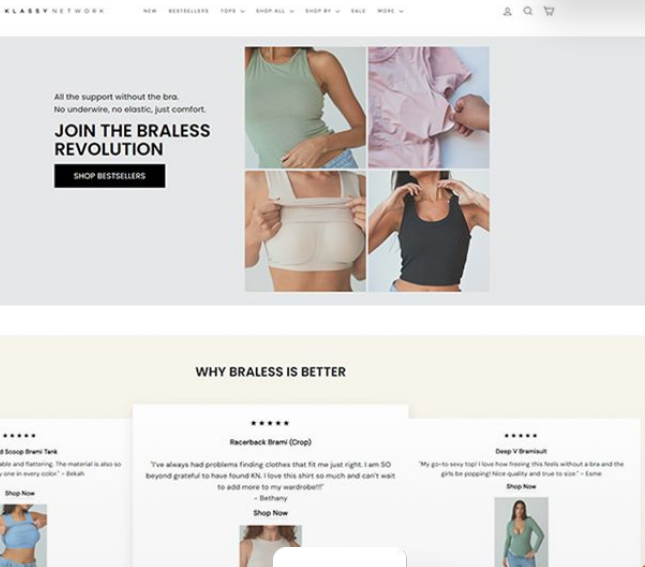 KLASSY NETWORK
NEW BESTSELLERS TOPS SHOP ALL SHOP BY SALE MORE
All the support without the bra.
No underwire, no elastic, just comfort.
JOIN THE BRALESS
REVOLUTION
SHOP BESTSELLERS
WHY BRALESS IS BETTER
★★★★★
d Scoop Brami Tank
able and flattering. The material is also so
one in every color." - Bekah
Shop Now
★★★★★
Racerback Brami (Crop)
"I've always had problems finding clothes that fit me just right. I am SO
beyond grateful to have found KN. I love this shirt so much and can't wait
to add more to my wardrobe!!!"
- Bethany
Shop Now
★★★★★
Deep V Bramisuit
"My go-to sexy top! I love how freeing this feels without a bra and the
girls be popping! Nice quality and true to size." - Esme
Shop Now